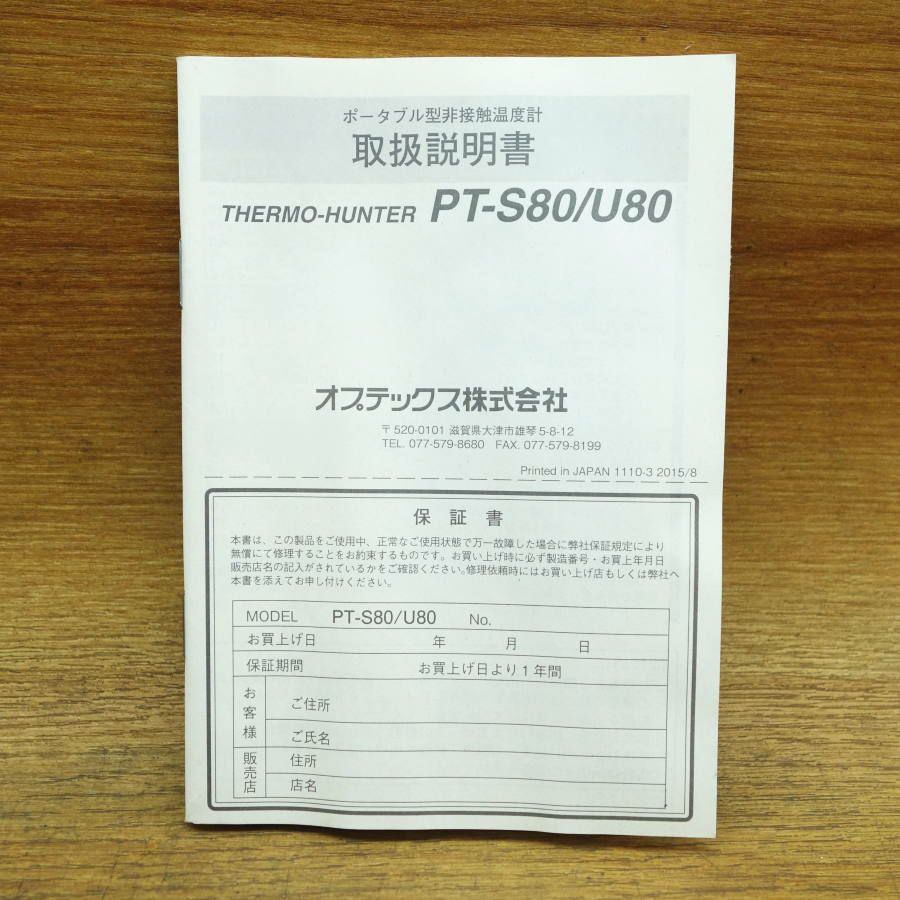 ポータブル型非接触温度計
取扱説明書
THERMO-HUNTER PT-S80/U80
オプテックス株式会社
〒520-0101 滋賀県大津市雄琴5-8-12
TEL. 077-579-8680 FAX. 077-579-8199
Printed in JAPAN 1110-3 2015/8
保証書
本書は、この製品をご使用中、正常なご使用状態で万一故障した場合に弊社保証規定により
無償にて修理することをお約束するものです。お買い上げ時に必ず製造番号・お買上年月日
販売店名の記入がされているかをご確認ください。修理依頼時にはお買い上げ店もしくは弊社へ
本書を添えてお申し付けください。
MODEL PT-S80/U80 No.
お買上げ日 年 月 日
保証期間 お買上げ日より1年間
お客様
ご住所
ご氏名
販売店
住所
店名